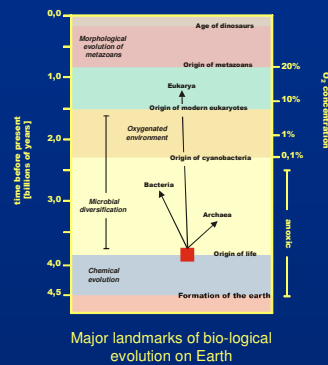 0,0
Age of dinosaurs
Morphological
evolution of
metazoans
Origin of metazoans
20%
1,0
Eukarya
10%
Origin of modern eukaryotes
Oxygenated
environment
1%
2,0
Origin of cyanobacteria
0,1%
Bacteria
3,0
Microbial
diversification
Archaea
Origin of life
4,0
Chemical
evolution
4,5
Formation of the earth
time before present
[billions of years]
O2 concentration
anoxic
Major landmarks of bio-logical
evolution on Earth